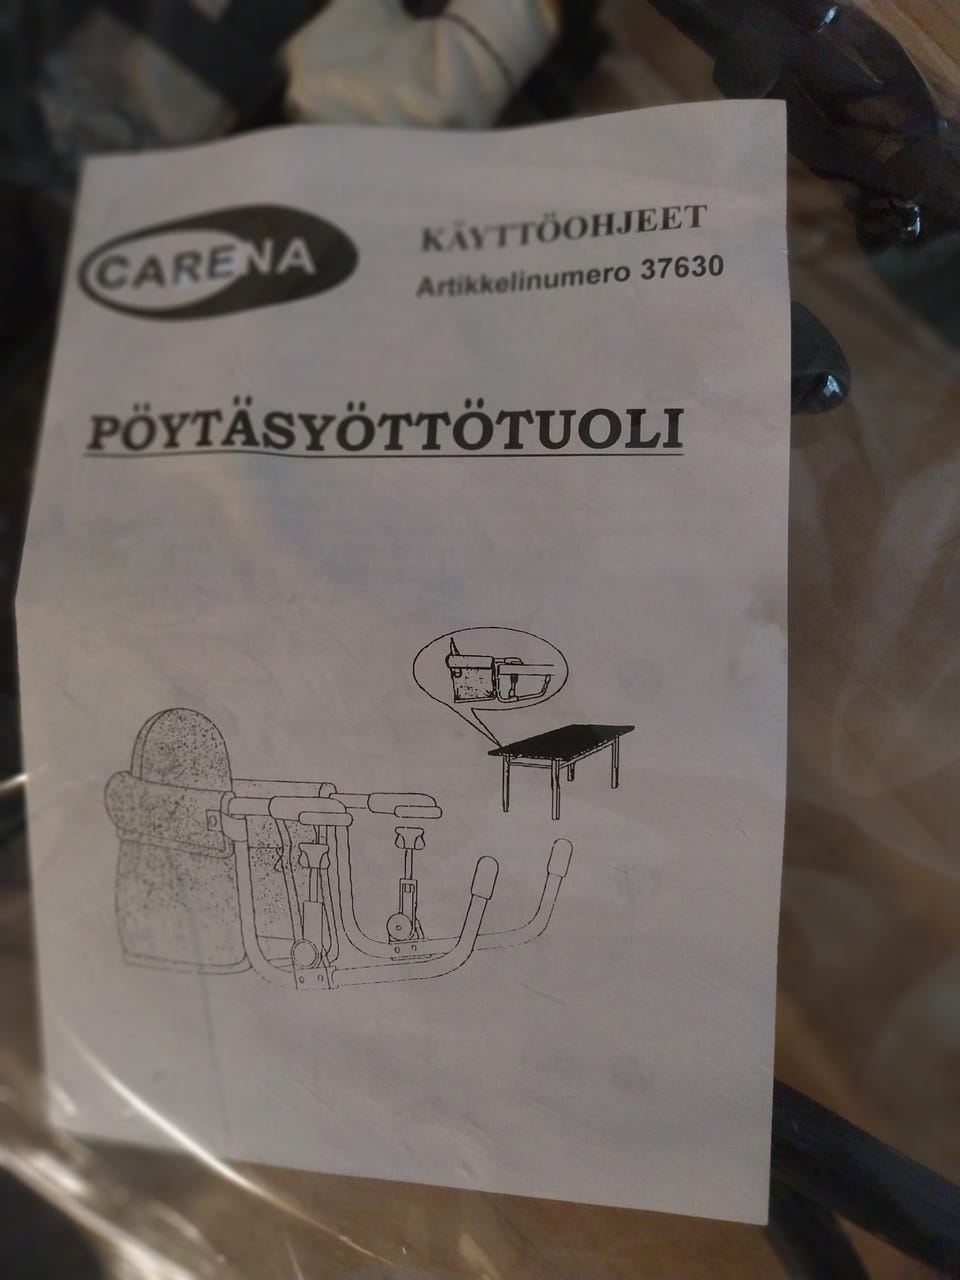 CARENA
KÄYTTÖOHJEET
Artikkelinumero 37630
PÖYTÄSYÖTTÖTUOLI